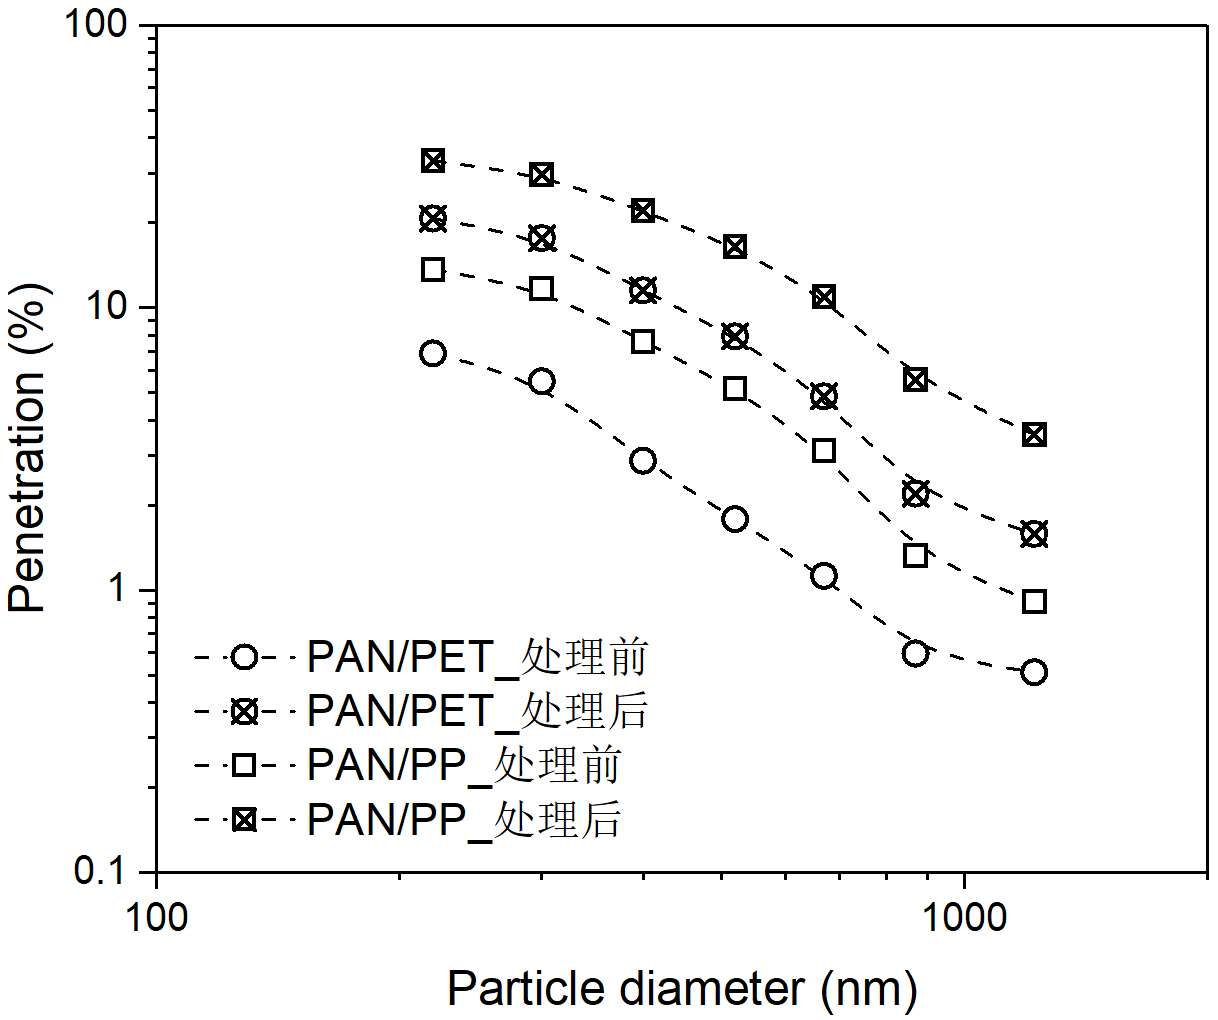 100
10
1
0.1
Penetration (%)
PAN/PET_处理前
PAN/PET_处理后
PAN/PP_处理前
PAN/PP_处理后
100
1000
Particle diameter (nm)